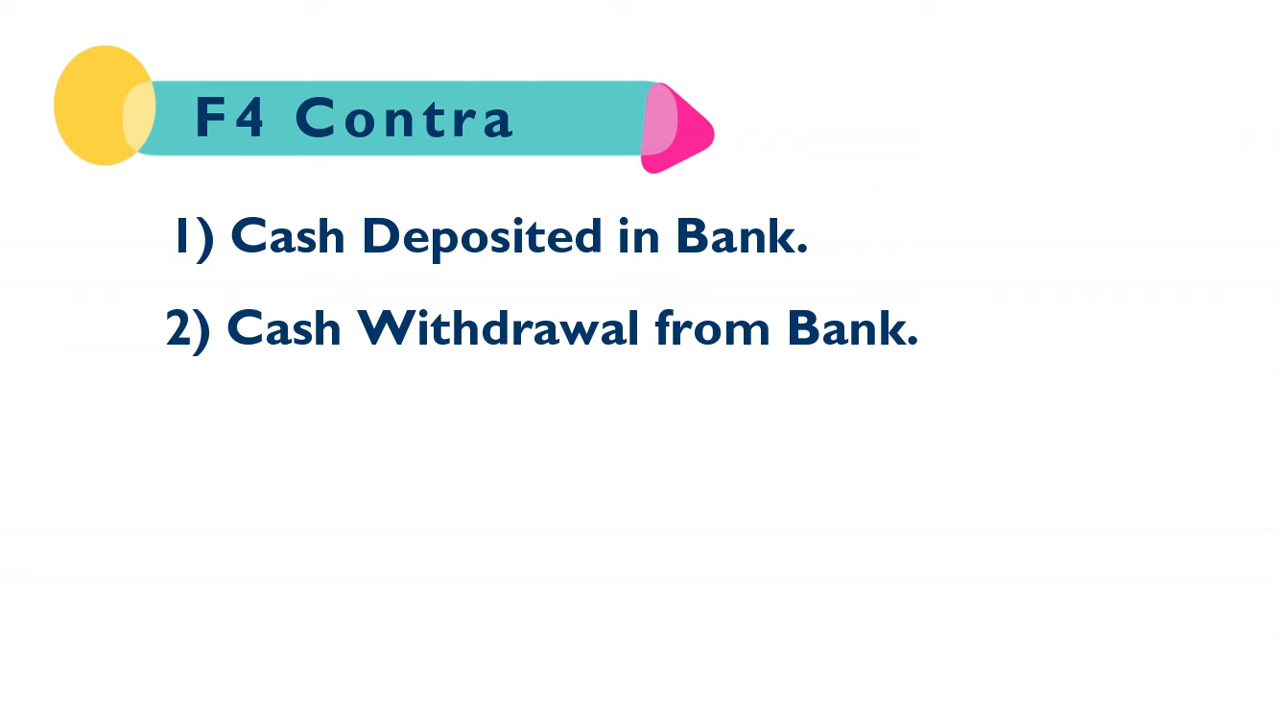 F4 Contra
1) Cash Deposited in Bank.
2) Cash Withdrawal from Bank.